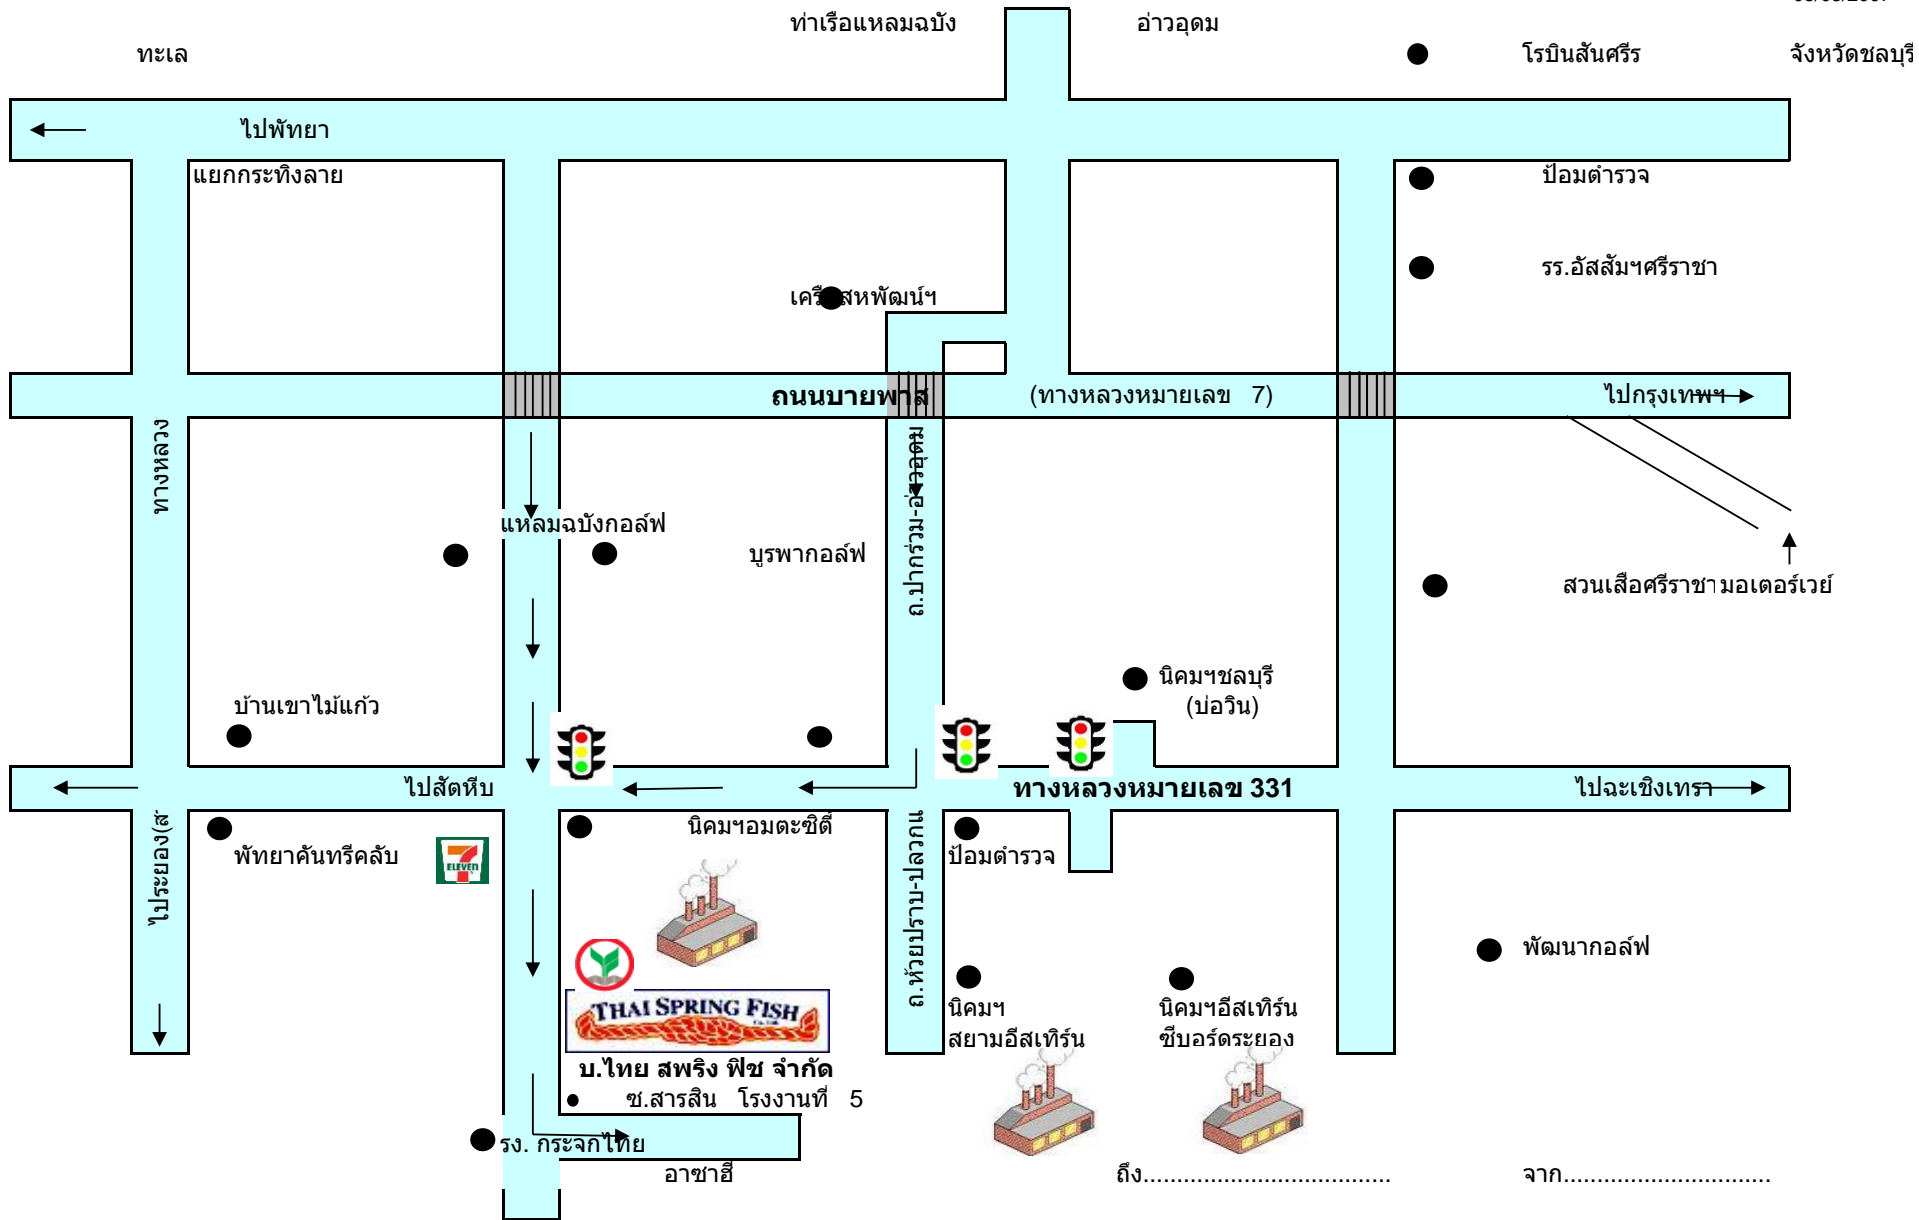 ท่าเรือแหลมฉบัง
อ่าวอุดม
ทะเล
โรบินสันศรีร
จังหวัดชลบุรี
ไปพัทยา
แยกกระทิงลาย
ป้อมตำรวจ
รร.อัสสัมฯศรีราชา
เครือสหพัฒน์ฯ
ถนนบายพาส
(ทางหลวงหมายเลข 7)
ไปกรุงเทพฯ
ทางหลวง
ถ.ปากร่วม-อ่าวอุดม
แหลมฉบังกอล์ฟ
บูรพากอล์ฟ
สวนเสือศรีราชา
มอเตอร์เวย์
นิคมฯชลบุรี
(บ่อวิน)
บ้านเขาไม้แก้ว
ไปสัตหีบ
ทางหลวงหมายเลข 331
ไปฉะเชิงเทรา
ไประยอง(ส
นิคมฯอมตะซิตี้
ป้อมตำรวจ
พัทยาคันทรีคลับ
ELEVEN
ถ.ห้วยปราบ-ปลวกแ
พัฒนากอล์ฟ
THAI SPRING FISH
นิคมฯ
สยามอีสเทิร์น
นิคมฯอีสเทิร์น
ซีบอร์ดระยอง
บ.ไทย สพริง ฟิช จำกัด
ซ.สารสิน โรงงานที่ 5
รง. กระจกไทย
อาซาฮี
ถึง.....................................
จาก...............................